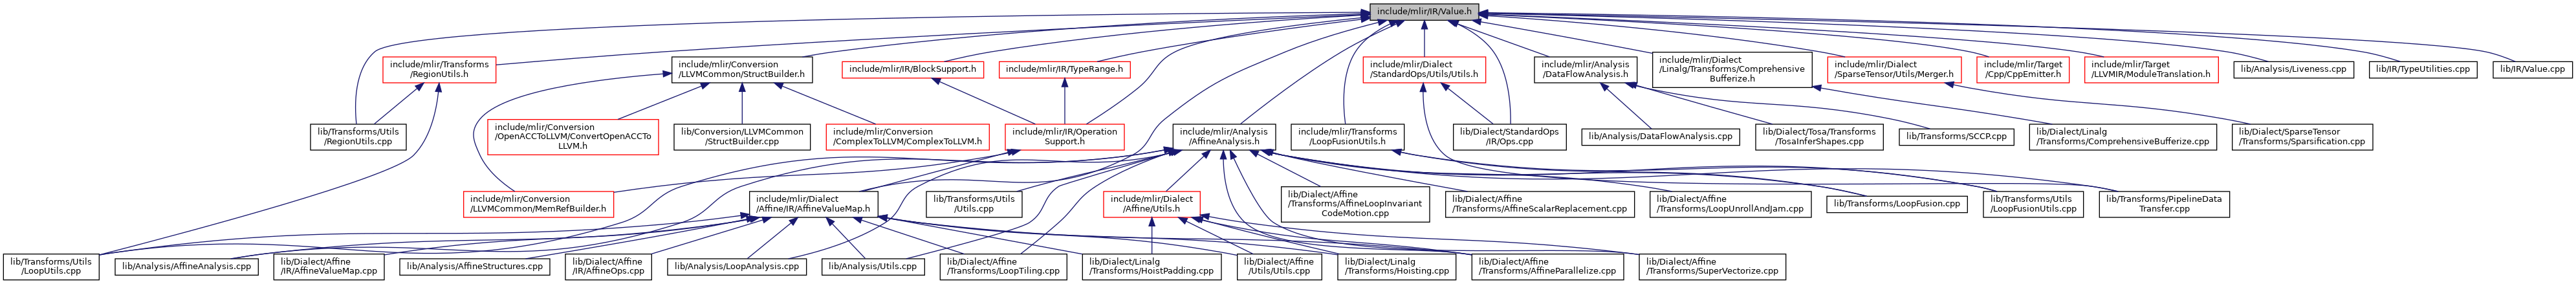 include/mlir/IR/Value.h
include/mlir/Transforms
/RegionUtils.h
include/mlir/Conversion
/LLVMCommon/StructBuilder.h
include/mlir/IR/BlockSupport.h
include/mlir/IR/TypeRange.h
include/mlir/Dialect
/StandardOps/Utils/Utils.h
include/mlir/Analysis
/DataFlowAnalysis.h
include/mlir/Dialect
/Linalg/Transforms/Comprehensive
Bufferize.h
include/mlir/Dialect
/SparseTensor/Utils/Merger.h
include/mlir/Target
/Cpp/CppEmitter.h
include/mlir/Target
/LLVMIR/ModuleTranslation.h
lib/Analysis/Liveness.cpp
lib/IR/TypeUtilities.cpp
lib/IR/Value.cpp
lib/Transforms/Utils
/RegionUtils.cpp
include/mlir/Conversion
/OpenACCToLLVM/ConvertOpenACCTo
LLVM.h
lib/Conversion/LLVMCommon
/StructBuilder.cpp
include/mlir/Conversion
/ComplexToLLVM/ComplexToLLVM.h
include/mlir/IR/Operation
Support.h
include/mlir/Analysis
/AffineAnalysis.h
include/mlir/Transforms
/LoopFusionUtils.h
lib/Dialect/StandardOps
/IR/Ops.cpp
lib/Analysis/DataFlowAnalysis.cpp
lib/Dialect/Tosa/Transforms
/TosaInferShapes.cpp
lib/Transforms/SCCP.cpp
lib/Dialect/Linalg
/Transforms/ComprehensiveBufferize.cpp
lib/Dialect/SparseTensor
/Transforms/Sparsification.cpp
include/mlir/Conversion
/LLVMCommon/MemRefBuilder.h
include/mlir/Dialect
/Affine/IR/AffineValueMap.h
lib/Transforms/Utils
/Utils.cpp
include/mlir/Dialect
/Affine/Utils.h
lib/Dialect/Affine
/Transforms/AffineLoopInvariant
CodeMotion.cpp
lib/Dialect/Affine
/Transforms/AffineScalarReplacement.cpp
lib/Dialect/Affine
/Transforms/LoopUnrollAndJam.cpp
lib/Transforms/LoopFusion.cpp
lib/Transforms/Utils
/LoopFusionUtils.cpp
lib/Transforms/PipelineData
Transfer.cpp
lib/Transforms/Utils
/LoopUtils.cpp
lib/Analysis/AffineAnalysis.cpp
lib/Dialect/Affine
/IR/AffineValueMap.cpp
lib/Analysis/AffineStructures.cpp
lib/Dialect/Affine
/IR/AffineOps.cpp
lib/Analysis/LoopAnalysis.cpp
lib/Analysis/Utils.cpp
lib/Dialect/Affine
/Transforms/LoopTiling.cpp
lib/Dialect/Linalg
/Transforms/HoistPadding.cpp
lib/Dialect/Affine
/Utils/Utils.cpp
lib/Dialect/Linalg
/Transforms/Hoisting.cpp
lib/Dialect/Affine
/Transforms/AffineParallelize.cpp
lib/Dialect/Affine
/Transforms/SuperVectorize.cpp